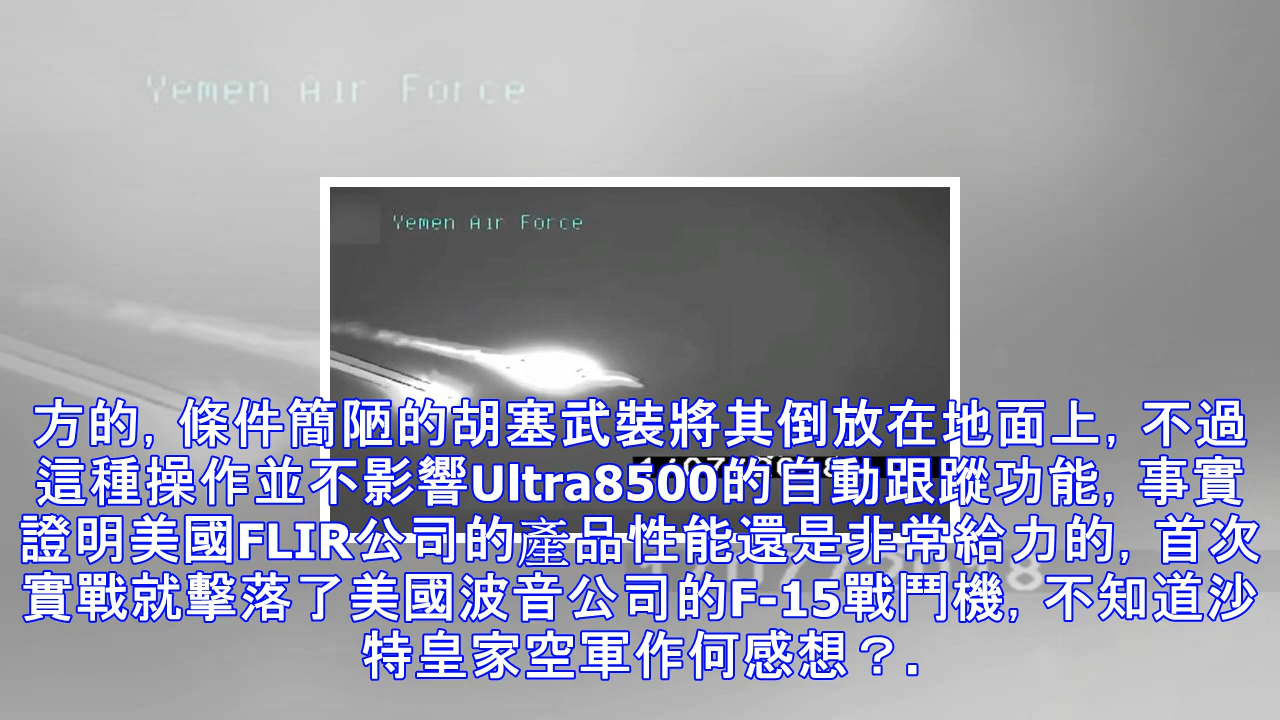 Yemen Air Force
Yemen Air Force
方的, 條件簡陋的胡塞武裝將其倒放在地面上, 不過
這種操作並不影響Ultra8500的自動跟蹤功能, 事實
證明美國FLIR公司的產品性能還是非常給力的, 首次
實戰就擊落了美國波音公司的F-15戰鬥機, 不知道沙
特皇家空軍作何感想？.